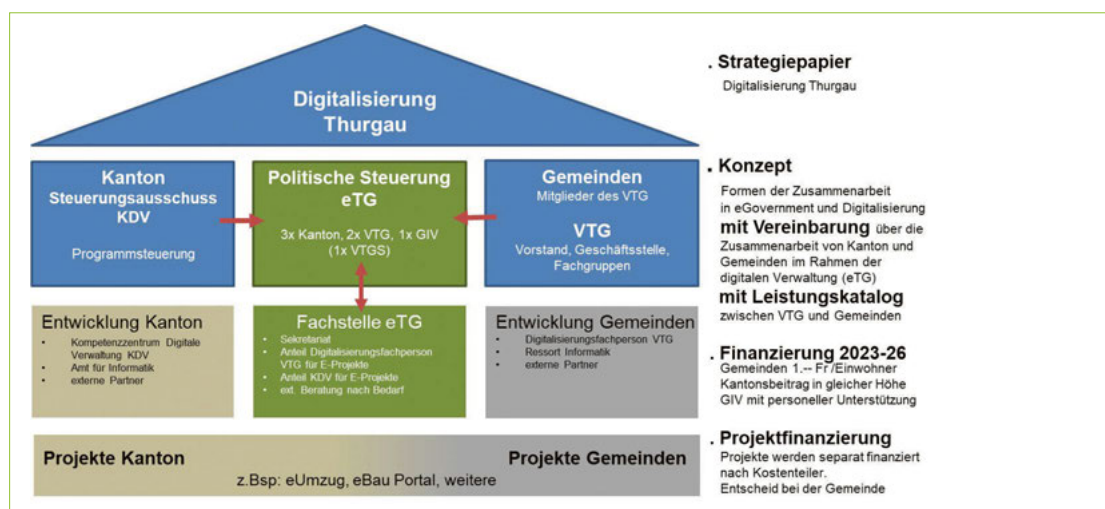 Digitalisierung
Thurgau
Kanton
Steuerungsausschuss
KDV
Programmsteuerung
Politische Steuerung
eTG
3x Kanton, 2x VTG, 1x GIV
(1x VTGS)
Gemeinden
Mitglieder des VTG
VTG
Vorstand, Geschäftsstelle,
Fachgruppen
Entwicklung Kanton
• Kompetenzzentrum Digitale
Verwaltung KDV
• Amt für Informatik
• externe Partner
Fachstelle eTG
• Sekretariat
• Anteil Digitalisierungsfachperson
VTG für E-Projekte
• Anteil KDV für E-Projekte
• ext. Beratung nach Bedarf
Entwicklung Gemeinden
• Digitalisierungsfachperson VTG
• Ressort Informatik
• externe Partner
Projekte Kanton
Projekte Gemeinden
z.Bsp: eUmzug, eBau Portal, weitere
. Strategiepapier
Digitalisierung Thurgau
. Konzept
Formen der Zusammenarbeit
in eGovernment und Digitalisierung
mit Vereinbarung über die
Zusammenarbeit von Kanton und
Gemeinden im Rahmen der
digitalen Verwaltung (eTG)
mit Leistungskatalog
zwischen VTG und Gemeinden
. Finanzierung 2023-26
Gemeinden 1.-- Fr /Einwohner
Kantonsbeitrag in gleicher Höhe
GIV mit personeller Unterstützung
. Projektfinanzierung
Projekte werden separat finanziert
nach Kostenteiler.
Entscheid bei der Gemeinde